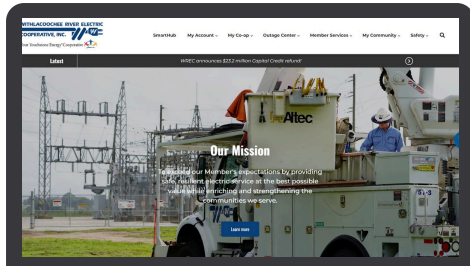 WITHLACOOCHEE RIVER ELECTRIC
COOPERATIVE, INC.
Your Touchstone Energy® Cooperative
SmartHub My Account My Co-op Outage Center Member Services My Community Safety
Latest WREC announces $23.2 million Capital Credit refund!
Altec
Our Mission
To exceed our Member's expectations by providing
safe, resilient electric service at the best possible
value while enriching and strengthening the
communities we serve.
Learn more